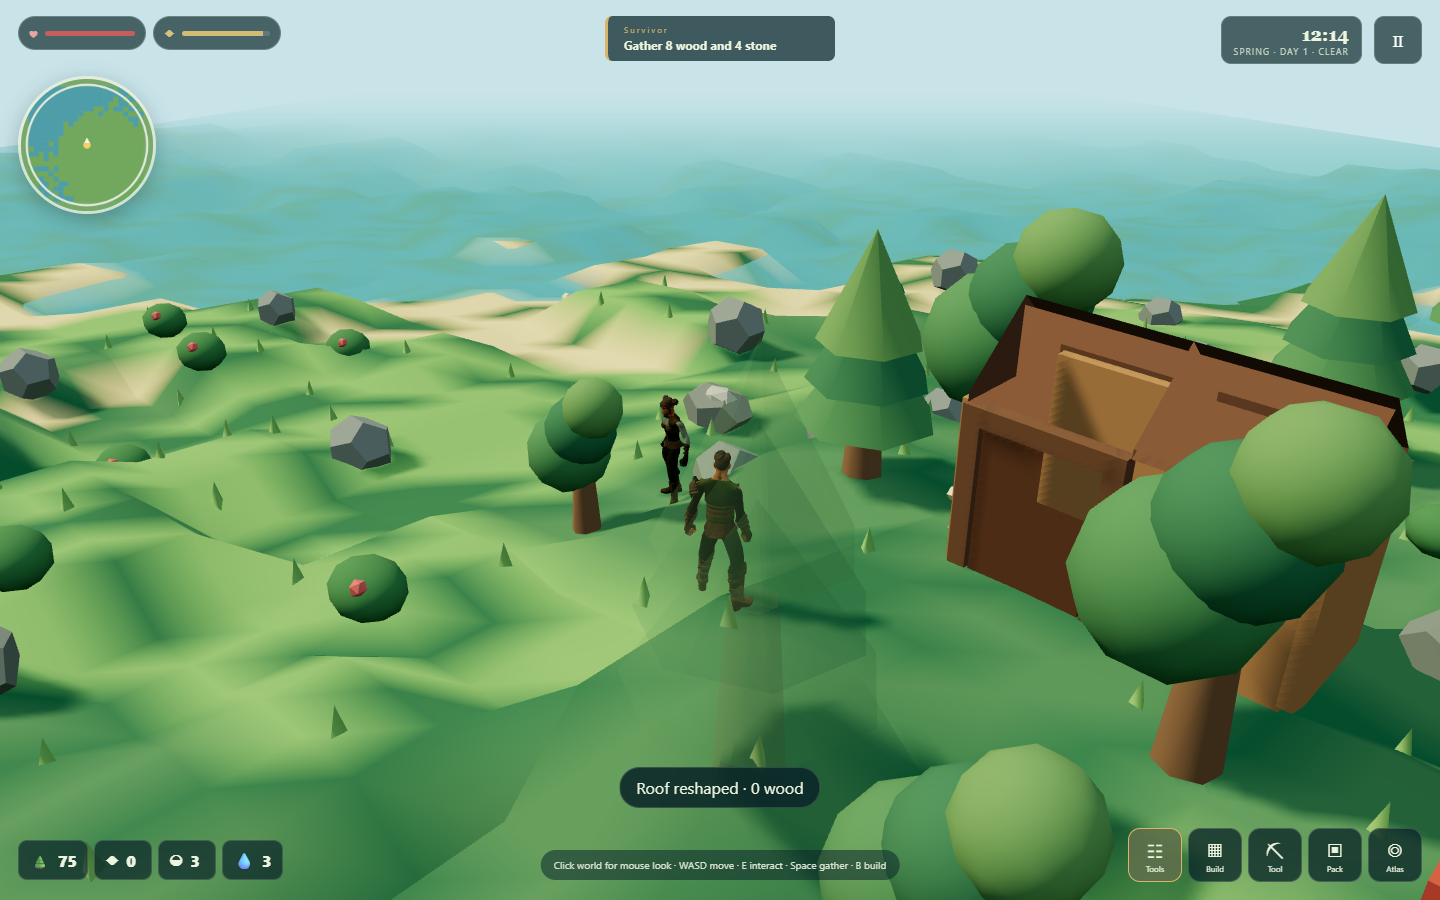 Survivor
Gather 8 wood and 4 stone
12:14
SPRING · DAY 1 · CLEAR
II
Roof reshaped · 0 wood
75
0
3
3
Click world for mouse look · WASD move · E interact · Space gather · B build
Tools
Build
Tool
Pack
Atlas